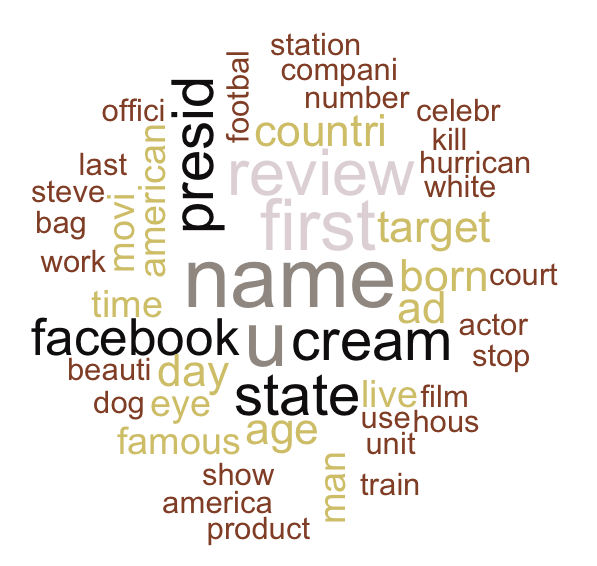 station
compani
number
footbal
presid
offici
celebr
countri
kill
american
last
review
hurrican
white
steve
movi
first
target
bag
work
name
born
court
time
ad
facebook
u
cream
actor
stop
beauti
day
state
live
film
dog
eye
use
hous
famous
age
unit
man
show
train
america
product